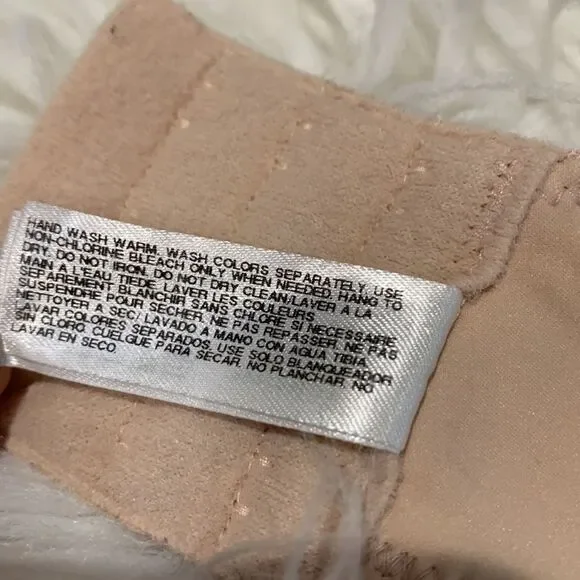 HAND WASH WARM. WASH COLORS SEPARATELY. USE
NON-CHLORINE BLEACH ONLY WHEN NEEDED. HANG TO
DRY. DO NOT IRON. DO NOT DRY CLEAN./LAVER A LA
MAIN A L'EAU TIEDE. LAVER LES COULEURS
SEPAREMENT BLANCHIR SANS CHLORE SI NECESSAIRE.
SUSPENDRE POUR SECHER. NE PAS REPASSER. NE PAS
NETTOYER A SEC/ LAVADO A MANO CON AGUA TIBIA.
SIVAR COLORES SEPARADOS. USE SOLO BLANQUEADOR
SIN CLORO. CUELGUE PARA SECAR. NO PLANCHAR. NO
LAVAR EN SECO.